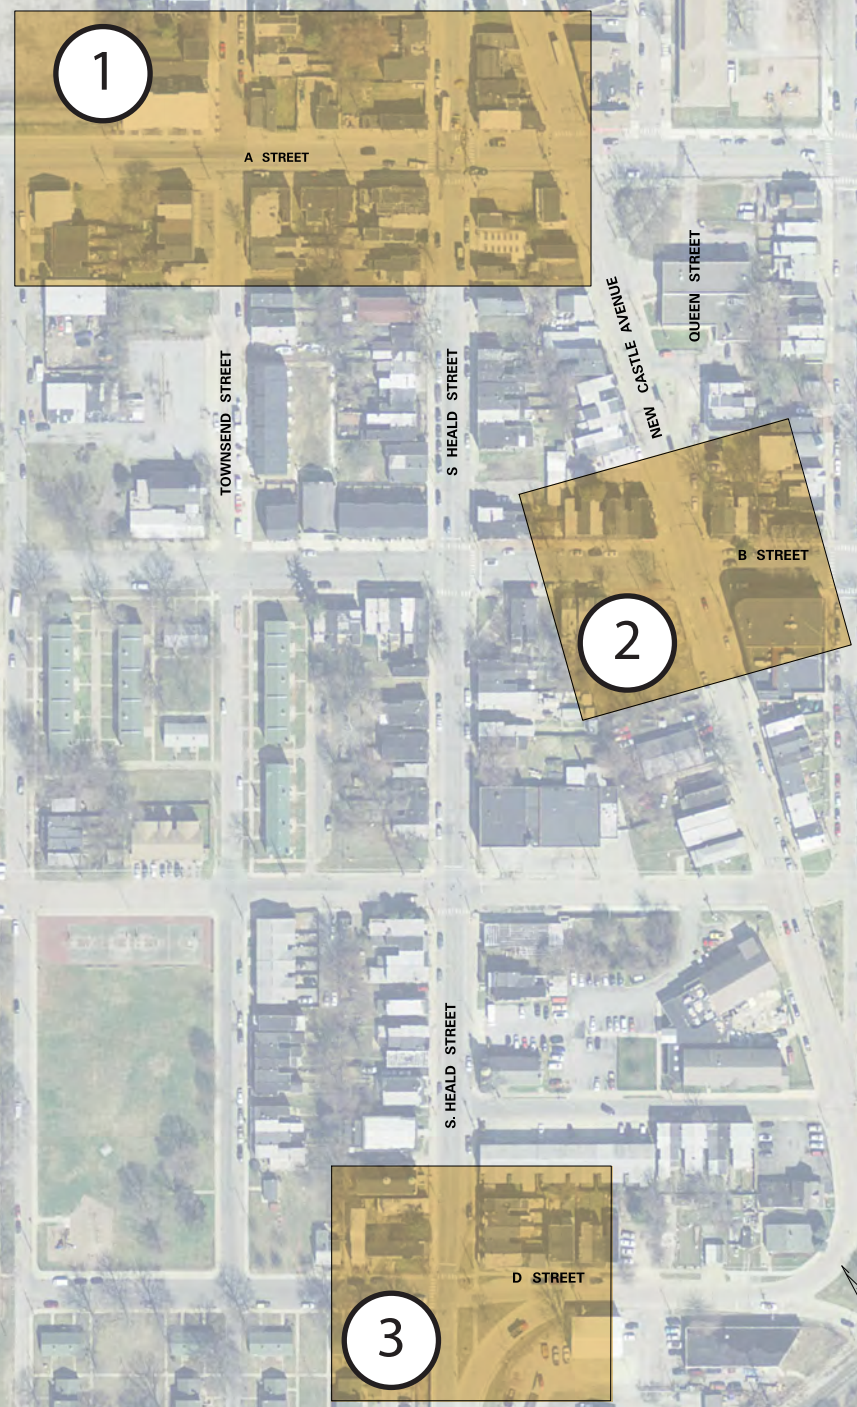 1
A STREET
QUEEN STREET
NEW CASTLE AVENUE
TOWNSEND STREET
S HEALD STREET
B STREET
2
S. HEALD STREET
D STREET
3